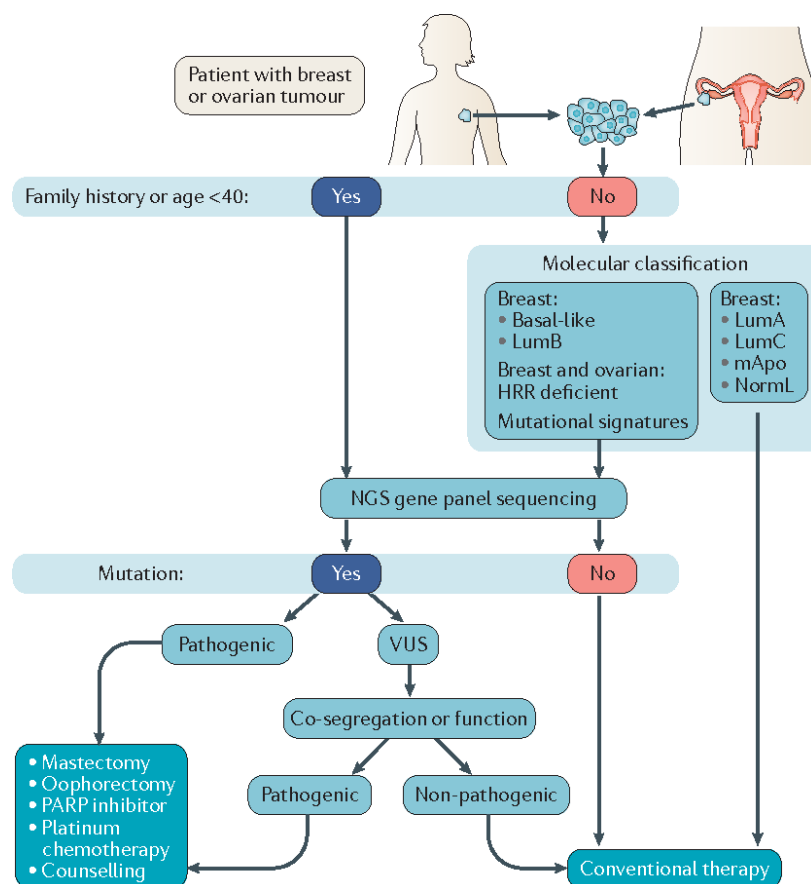 Patient with breast
or ovarian tumour
Family history or age <40:
Yes
No
Molecular classification
Breast:
• Basal-like
• LumB
Breast and ovarian:
HRR deficient
Mutational signatures
Breast:
• LumA
• LumC
• mApo
• NormL
NGS gene panel sequencing
Mutation:
Yes
No
Pathogenic
VUS
Co-segregation or function
• Mastectomy
• Oophorectomy
• PARP inhibitor
• Platinum
chemotherapy
• Counselling
Pathogenic
Non-pathogenic
Conventional therapy